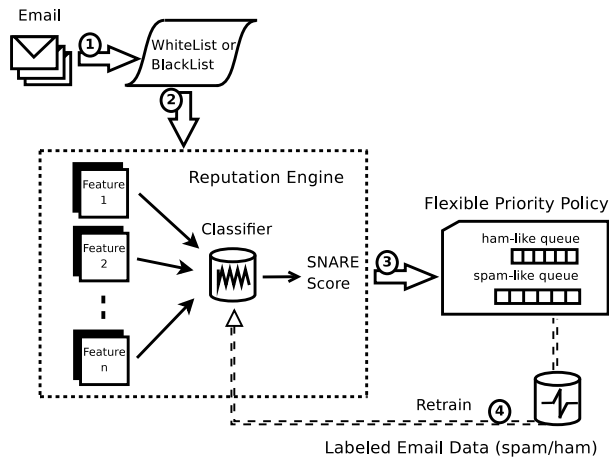 Email
1
WhiteList or
BlackList
2
Reputation Engine
Feature
1
Feature
2
Feature
n
Classifier
SNARE
Score
3
Flexible Priority Policy
ham-like queue
spam-like queue
Retrain
4
Labeled Email Data (spam/ham)